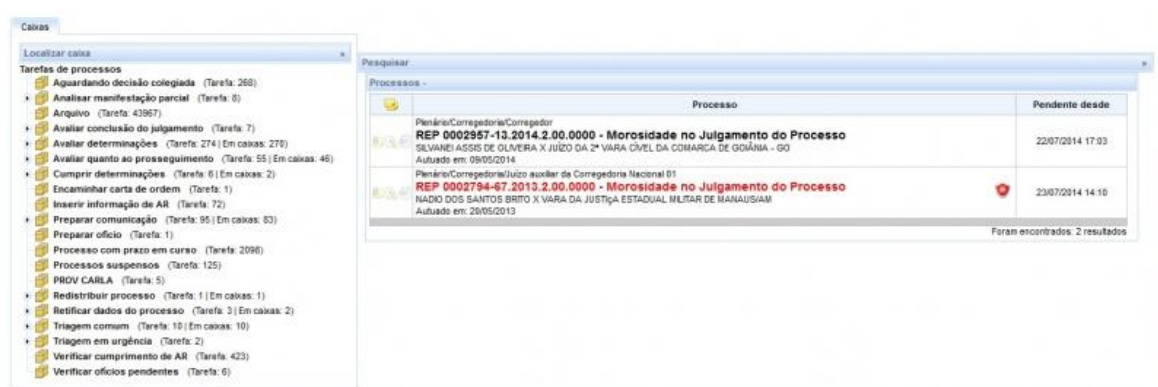 Caixas
Localizar caixa
Tarefas de processos
Aguardando decisão colegiada (Tarefa: 268)
Analisar manifestação parcial (Tarefa: 8)
Arquivo (Tarefa: 43967)
Avaliar conclusão do julgamento (Tarefa: 7)
Avaliar determinações (Tarefa: 274 | Em caixas: 270)
Avaliar quanto ao prosseguimento (Tarefa: 55 | Em caixas: 46)
Cumprir determinações (Tarefa: 6 | Em caixas: 2)
Encaminhar carta de ordem (Tarefa: 1)
Inserir informação de AR (Tarefa: 72)
Preparar comunicação (Tarefa: 95 | Em caixas: 83)
Preparar ofício (Tarefa: 1)
Processo com prazo em curso (Tarefa: 2096)
Processos suspensos (Tarefa: 125)
PROV CARLA (Tarefa: 5)
Redistribuir processo (Tarefa: 1 | Em caixas: 1)
Retificar dados do processo (Tarefa: 3 | Em caixas: 2)
Triagem comum (Tarefa: 10 | Em caixas: 10)
Triagem em urgência (Tarefa: 2)
Verificar cumprimento de AR (Tarefa: 423)
Verificar ofícios pendentes (Tarefa: 6)
Pesquisar
Processos -
Processo Pendente desde
Plenário/Corregedoria/Corregedor
REP 0002957-13.2014.2.00.0000 - Morosidade no Julgamento do Processo
SILVANEI ASSIS DE OLIVEIRA X JUÍZO DA 2ª VARA CÍVEL DA COMARCA DE GOIÂNIA - GO
Autuado em: 09/05/2014
22/07/2014 17:03
Plenário/Corregedoria/Juízo auxiliar da Corregedoria Nacional 01
REP 0002794-67.2013.2.00.0000 - Morosidade no Julgamento do Processo
NADIO DOS SANTOS BRITO X VARA DA JUSTIçA ESTADUAL MILITAR DE MANAUS/AM
Autuado em: 20/05/2013
23/07/2014 14:10
Foram encontrados: 2 resultados